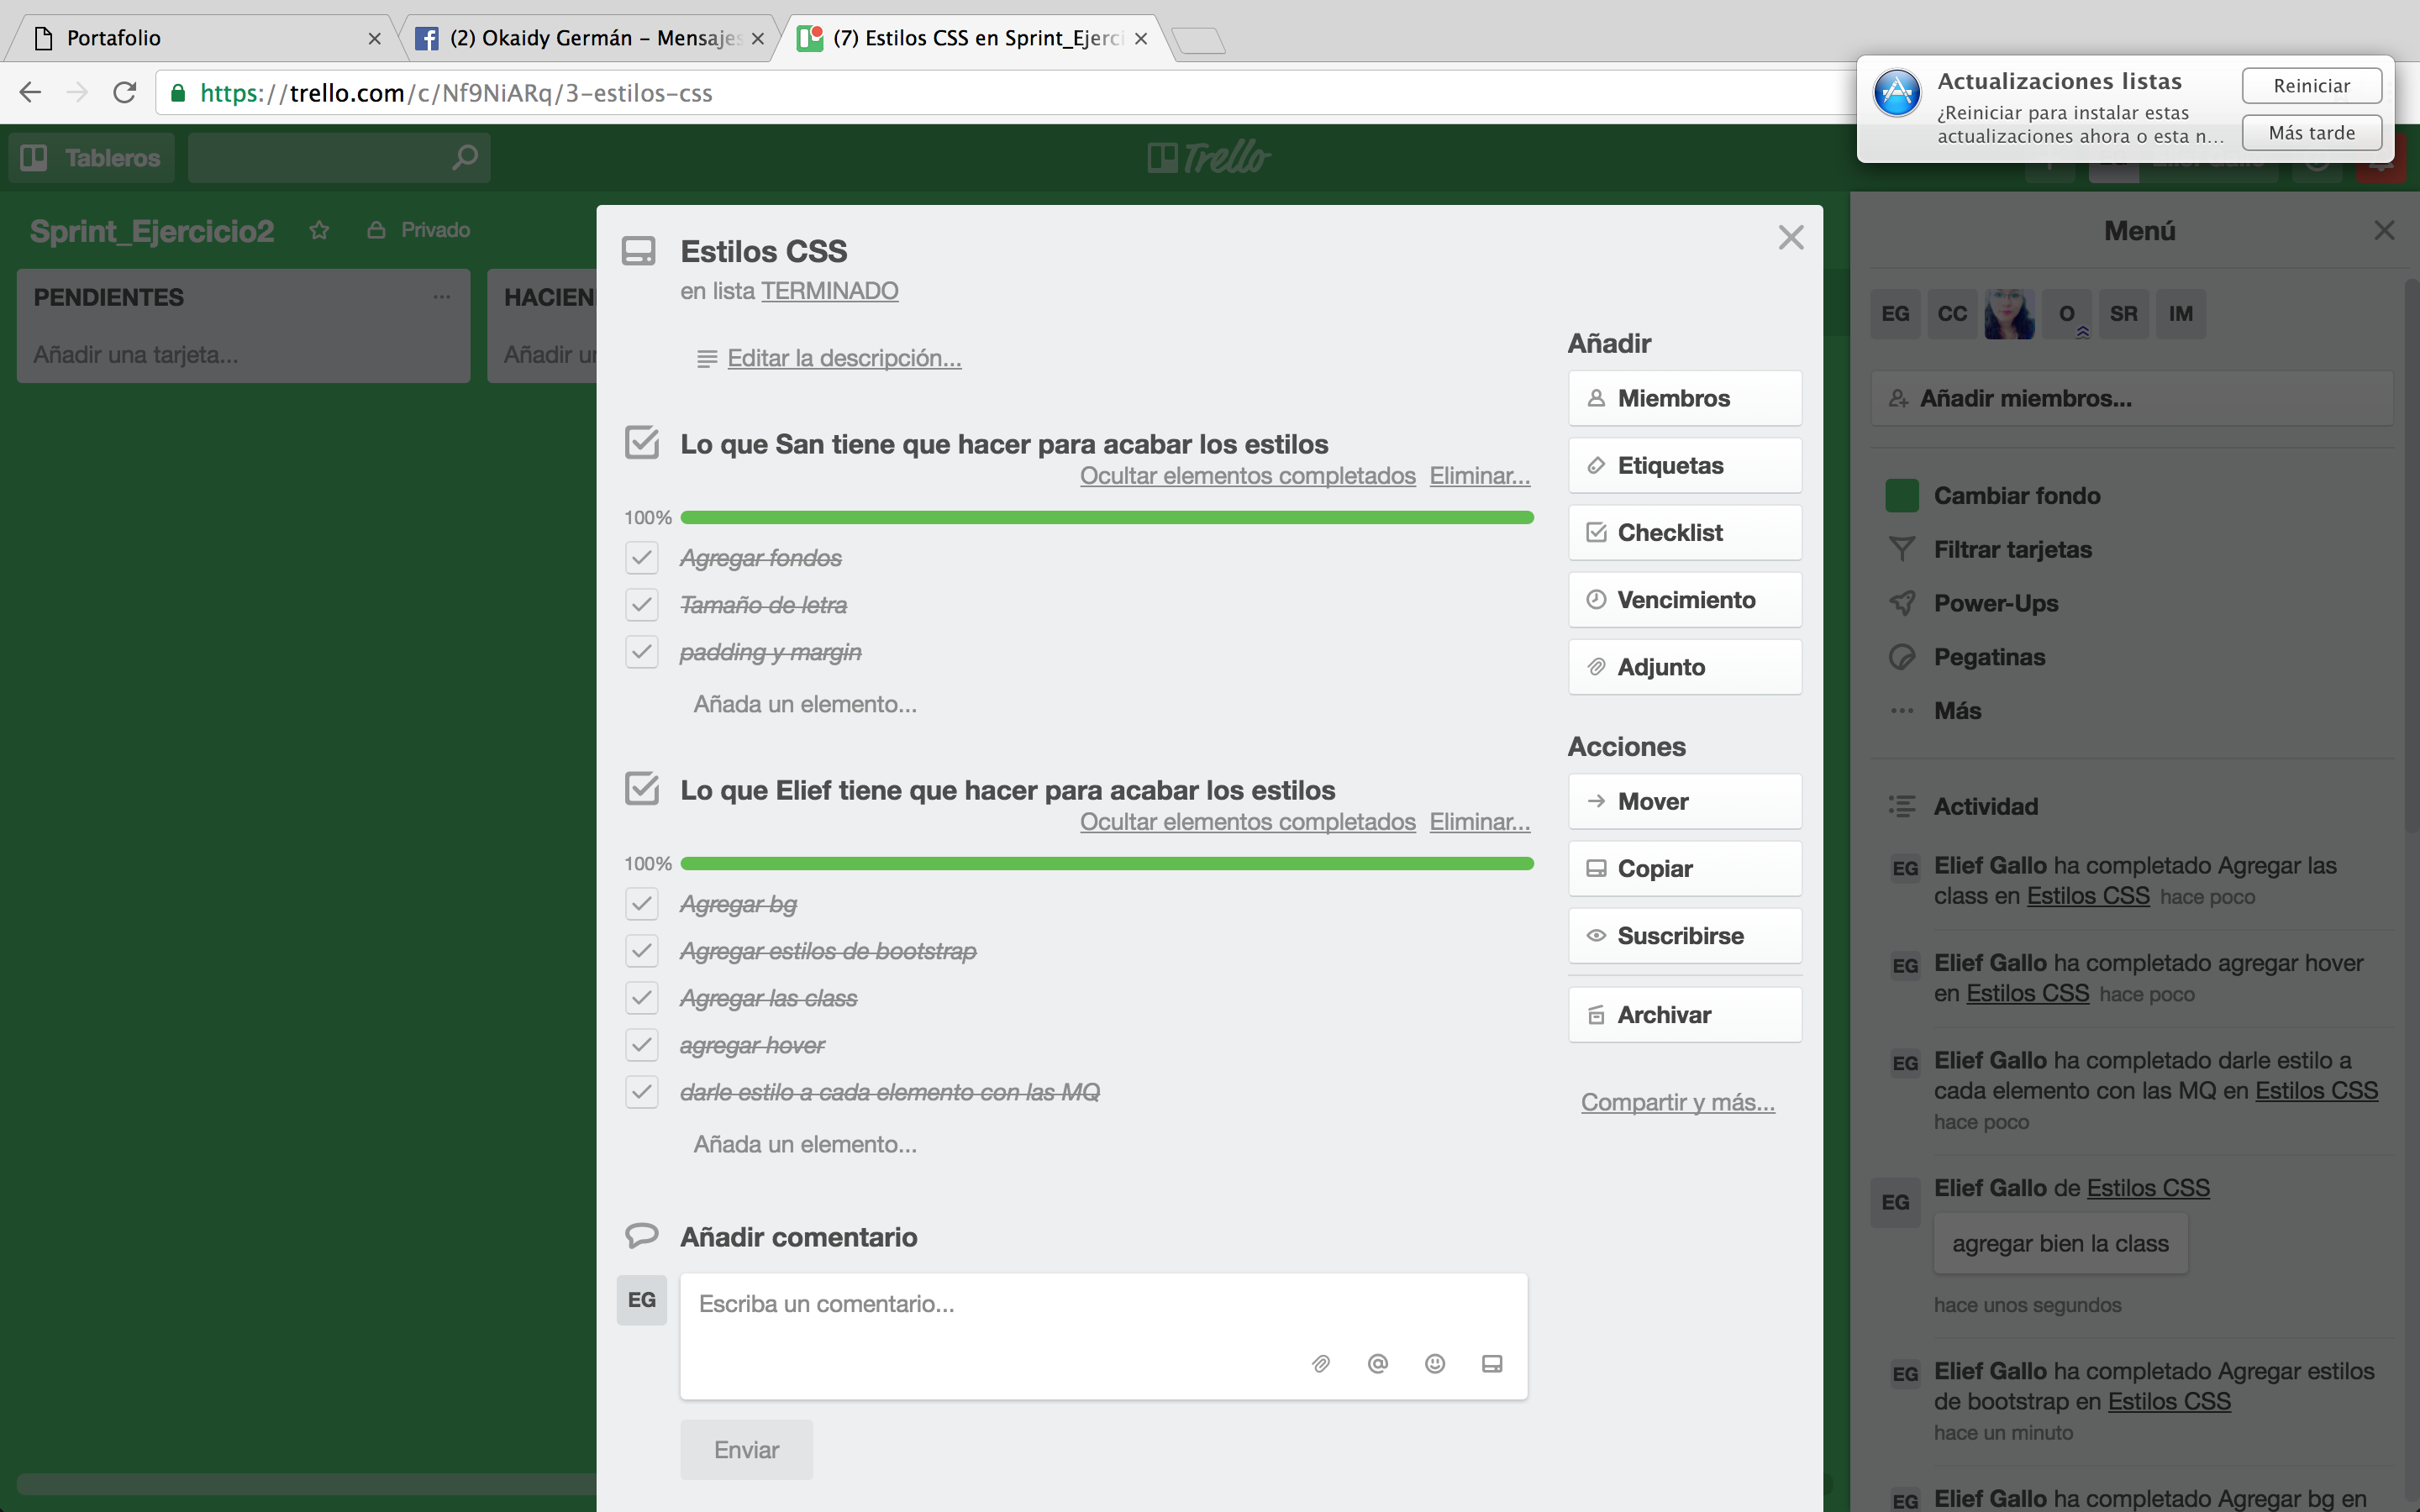 Portafolio
(2) Okaidy Germán – Mensajes
(7) Estilos CSS en Sprint_Ejerci
https://trello.com/c/Nf9NiARq/3-estilos-css
Actualizaciones listas
¿Reiniciar para instalar estas
actualizaciones ahora o esta n...
Reiniciar
Más tarde
Tableros
Trello
Sprint_Ejercicio2
Privado
PENDIENTES
Añadir una tarjeta...
HACIEN
Añadir
Estilos CSS
en lista TERMINADO
Editar la descripción...
Lo que San tiene que hacer para acabar los estilos
Ocultar elementos completados Eliminar...
100%
Agregar fondos
Tamaño de letra
padding y margin
Añada un elemento...
Lo que Elief tiene que hacer para acabar los estilos
Ocultar elementos completados Eliminar...
100%
Agregar bg
Agregar estilos de bootstrap
Agregar las class
agregar hover
darle estilo a cada elemento con las MQ
Añada un elemento...
Añadir comentario
EG
Escriba un comentario...
Enviar
Añadir
Miembros
Etiquetas
Checklist
Vencimiento
Adjunto
Acciones
Mover
Copiar
Suscribirse
Archivar
Compartir y más...
Menú
EG CC O SR IM
Añadir miembros...
Cambiar fondo
Filtrar tarjetas
Power-Ups
Pegatinas
Más
Actividad
EG Elief Gallo ha completado Agregar las
class en Estilos CSS hace poco
EG Elief Gallo ha completado agregar hover
en Estilos CSS hace poco
EG Elief Gallo ha completado darle estilo a
cada elemento con las MQ en Estilos CSS
hace poco
EG Elief Gallo de Estilos CSS
agregar bien la class
hace unos segundos
EG Elief Gallo ha completado Agregar estilos
de bootstrap en Estilos CSS
hace un minuto
EG Elief Gallo ha completado Agregar bg en